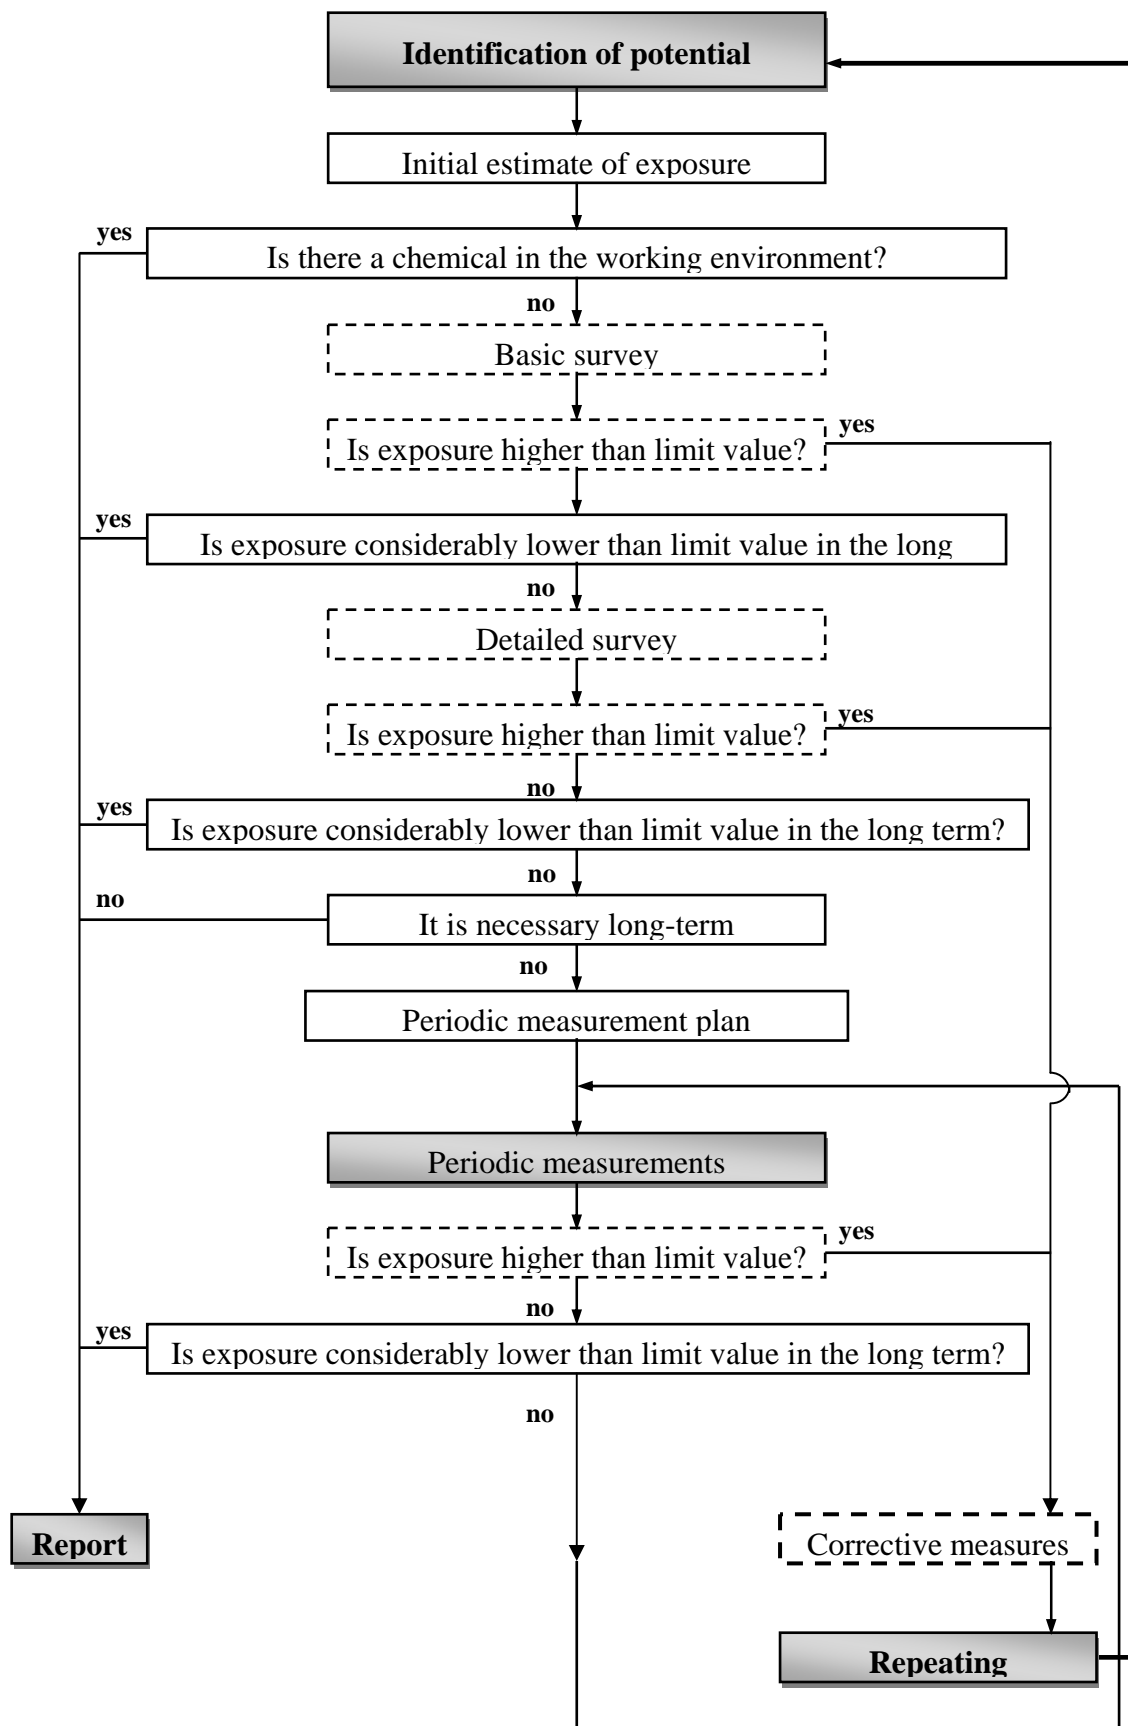 Identification of potential
Initial estimate of exposure
yes
Is there a chemical in the working environment?
no
Basic survey
yes
Is exposure higher than limit value?
yes
Is exposure considerably lower than limit value in the long
no
Detailed survey
yes
Is exposure higher than limit value?
no
yes
Is exposure considerably lower than limit value in the long term?
no
no
It is necessary long-term
no
Periodic measurement plan
Periodic measurements
yes
Is exposure higher than limit value?
no
yes
Is exposure considerably lower than limit value in the long term?
no
Report
Corrective measures
Repeating